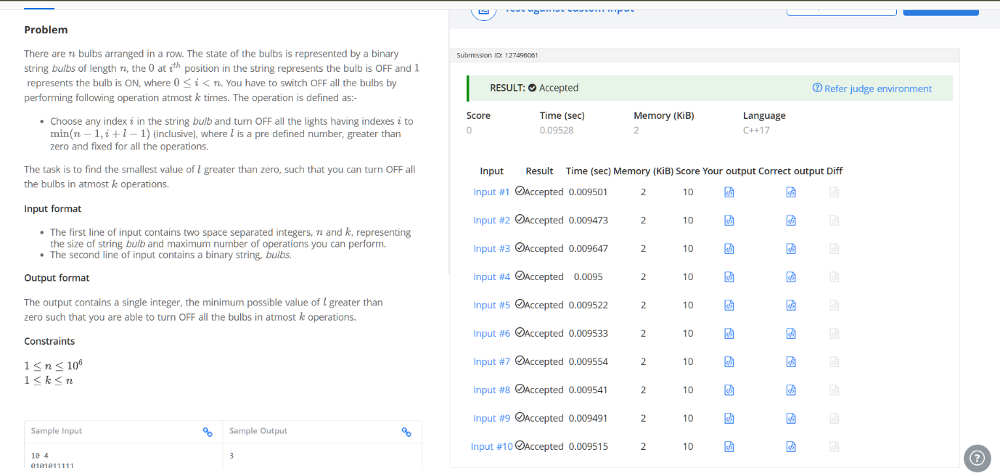 Test against custom input
Problem
There are n bulbs arranged in a row. The state of the bulbs is represented by a binary
string bulbs of length n, the 0 at i^th position in the string represents the bulb is OFF and 1
represents the bulb is ON, where 0 ≤ i < n. You have to switch OFF all the bulbs by
performing following operation atmost k times. The operation is defined as:-
• Choose any index i in the string bulb and turn OFF all the lights having indexes i to
min(n − 1, i + l − 1) (inclusive), where l is a pre defined number, greater than
zero and fixed for all the operations.
The task is to find the smallest value of l greater than zero, such that you can turn OFF all
the bulbs in atmost k operations.
Input format
• The first line of input contains two space separated integers, n and k, representing
the size of string bulb and maximum number of operations you can perform.
• The second line of input contains a binary string, bulbs.
Output format
The output contains a single integer, the minimum possible value of l greater than
zero such that you are able to turn OFF all the bulbs in atmost k operations.
Constraints
1 ≤ n ≤ 10^6
1 ≤ k ≤ n
Sample Input Sample Output
10 4 3
0101011111
Submission ID: 127496061
RESULT: Accepted Refer judge environment
Score Time (sec) Memory (KiB) Language
0 0.09528 2 C++17
Input Result Time (sec) Memory (KiB) Score Your output Correct output Diff
Input #1 Accepted 0.009501 2 10
Input #2 Accepted 0.009473 2 10
Input #3 Accepted 0.009647 2 10
Input #4 Accepted 0.0095 2 10
Input #5 Accepted 0.009522 2 10
Input #6 Accepted 0.009533 2 10
Input #7 Accepted 0.009554 2 10
Input #8 Accepted 0.009541 2 10
Input #9 Accepted 0.009491 2 10
Input #10 Accepted 0.009515 2 10